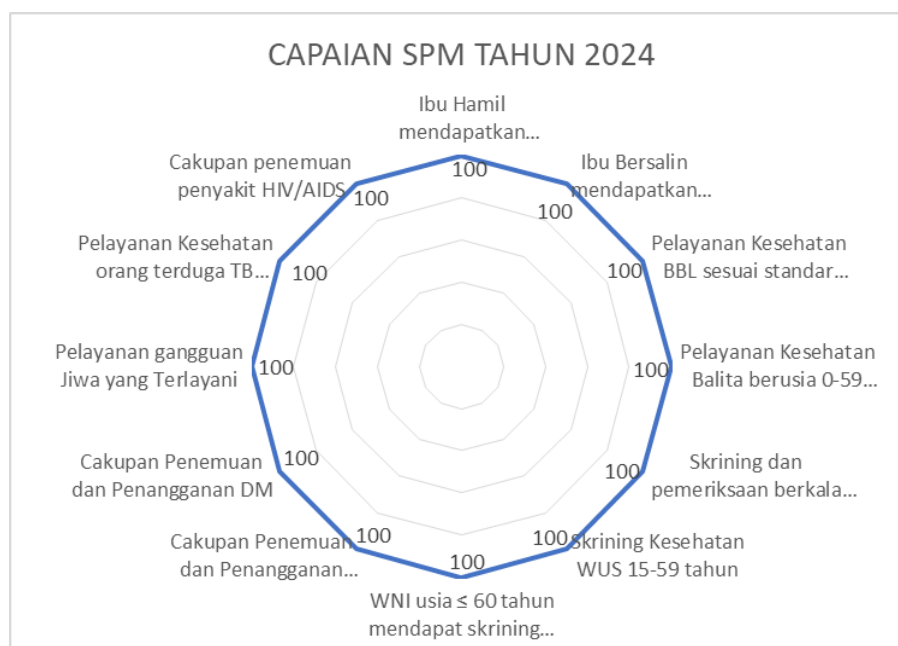 CAPAIAN SPM TAHUN 2024
Ibu Hamil
mendapatkan...
100
Ibu Bersalin
mendapatkan...
100
Pelayanan Kesehatan
BBL sesuai standar...
100
Pelayanan Kesehatan
Balita berusia 0-59...
100
Skrining dan
pemeriksaan berkala...
100
Skrining Kesehatan
WUS 15-59 tahun
100
WNI usia ≤ 60 tahun
mendapat skrining...
100
Cakupan Penemuan
dan Penangganan...
100
Cakupan Penemuan
dan Penangganan DM
100
Pelayanan gangguan
Jiwa yang Terlayani
100
Pelayanan Kesehatan
orang terduga TB...
100
Cakupan penemuan
penyakit HIV/AIDS
100